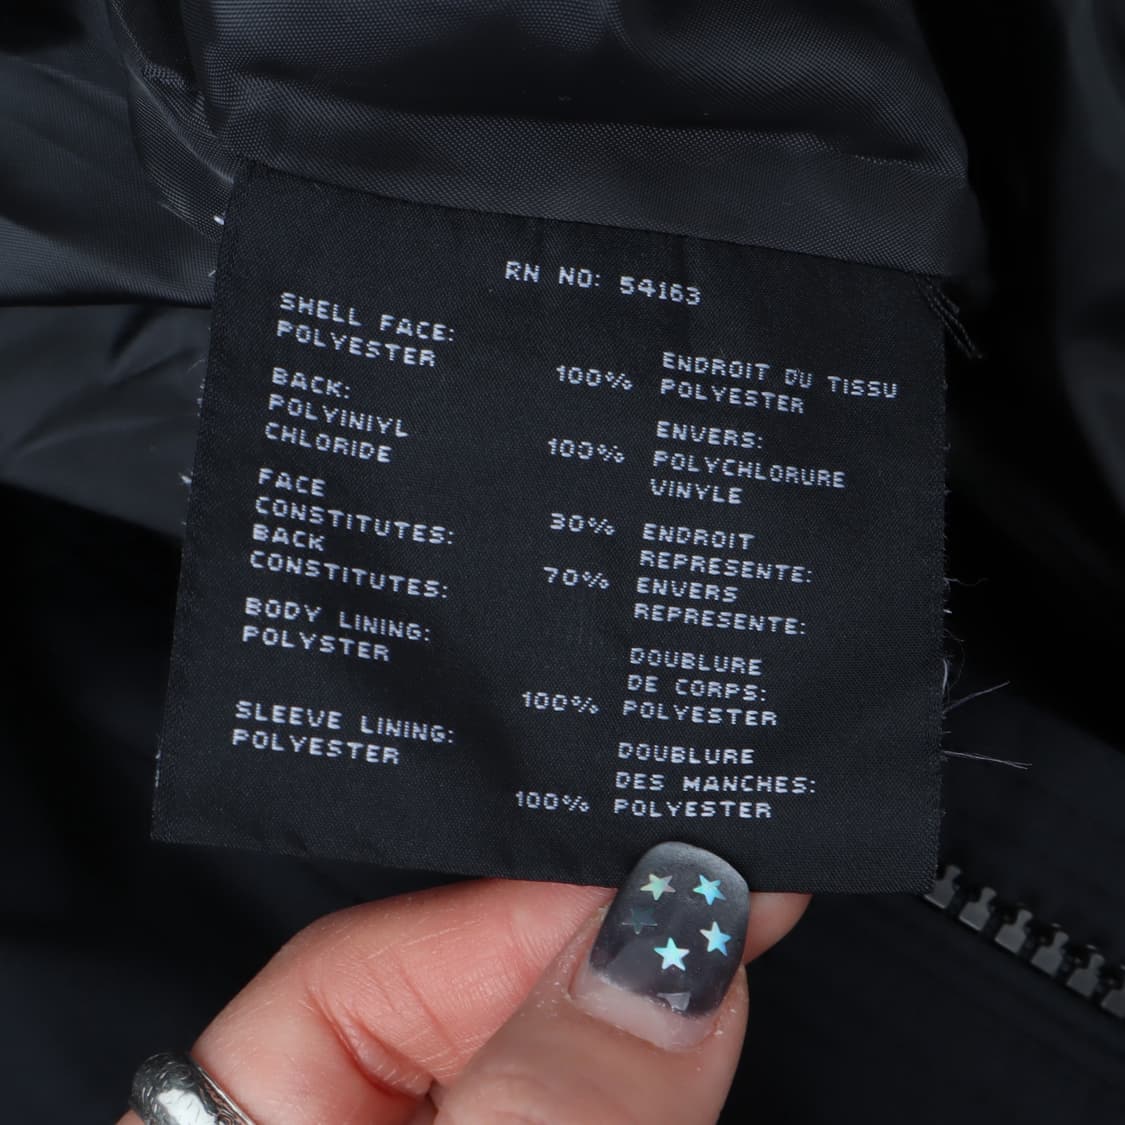 RN NO: 54163
SHELL FACE:
POLYESTER
BACK:
POLYINIYL
CHLORIDE
FACE
CONSTITUTES:
BACK
CONSTITUTES:
BODY LINING:
POLYSTER
SLEEVE LINING:
POLYESTER
100%
100%
30%
70%
100%
100%
ENDROIT DU TISSU
POLYESTER
ENVERS:
POLYCHLORURE
VINYLE
ENDROIT
REPRESENTE:
ENVERS
REPRESENTE:
DOUBLURE
DE CORPS:
POLYESTER
DOUBLURE
DES MANCHES:
POLYESTER